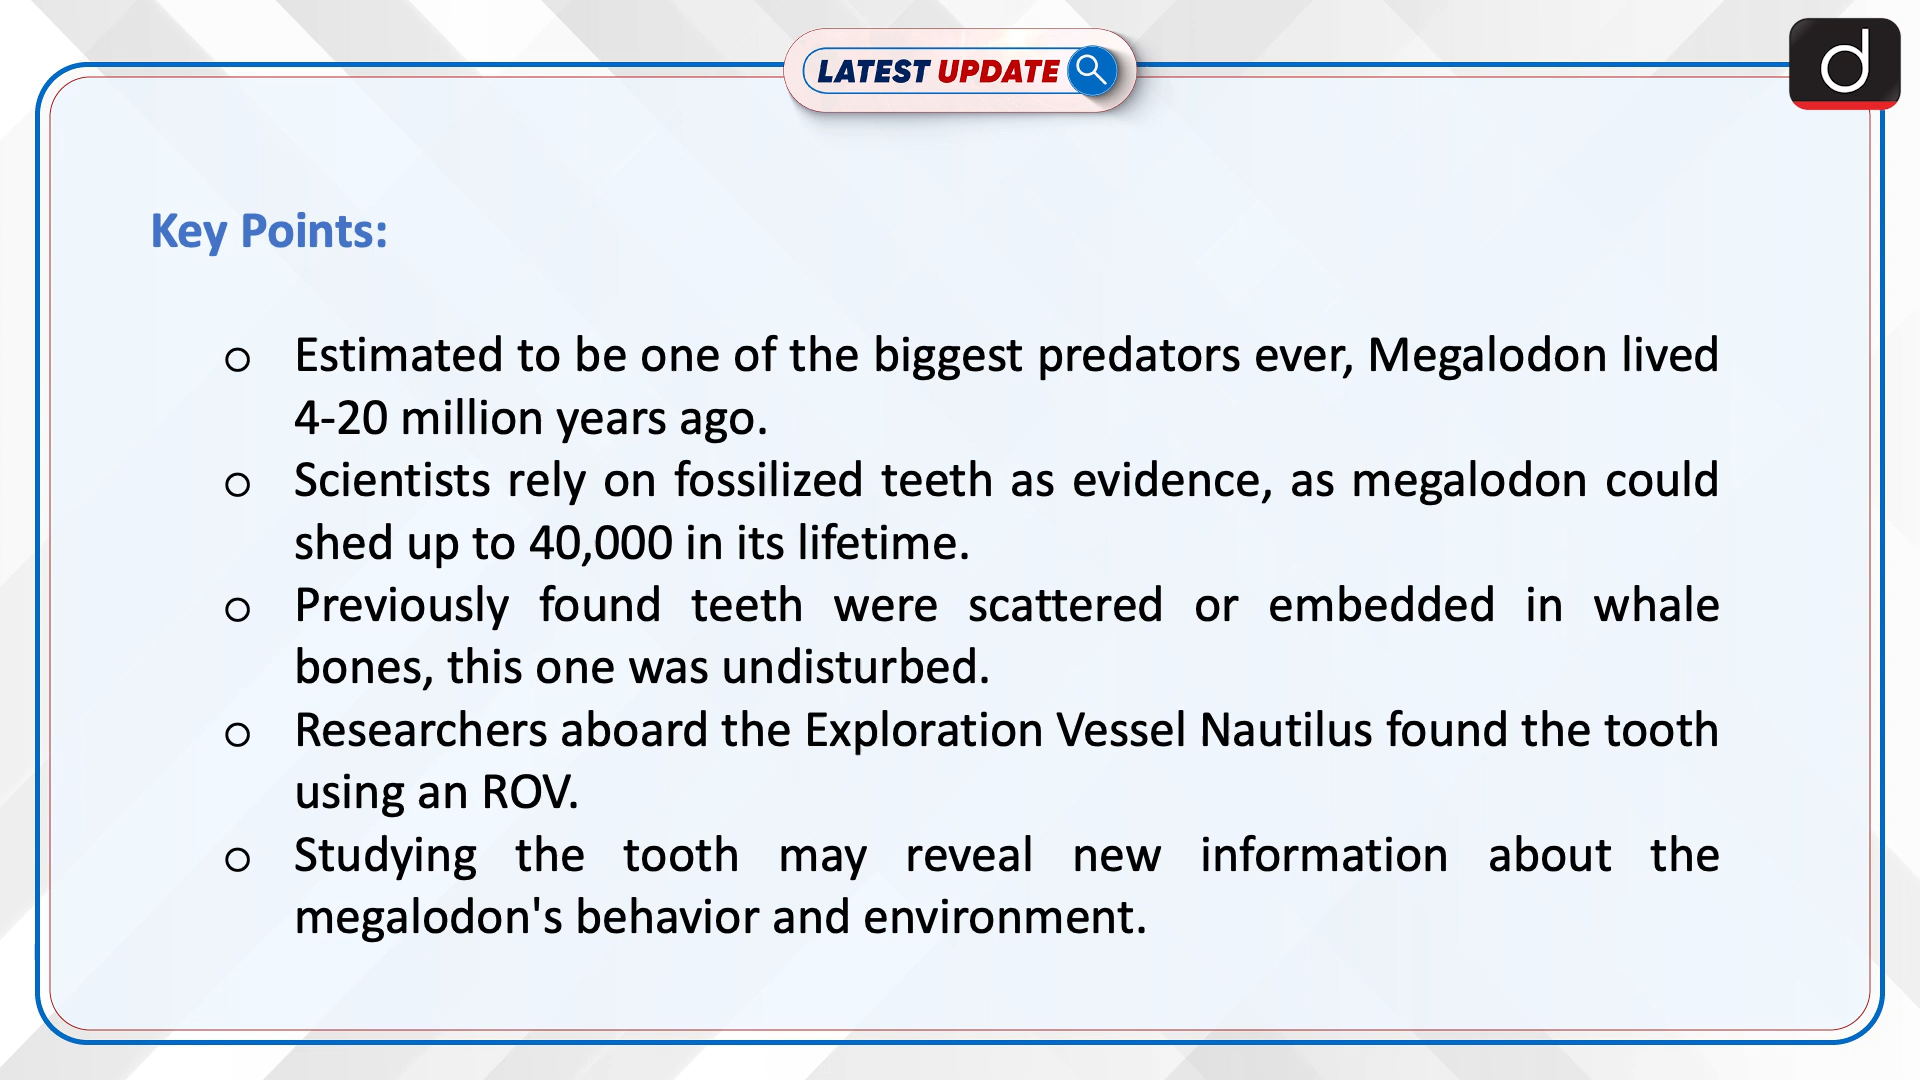 LATEST UPDATE
d
Key Points:
o Estimated to be one of the biggest predators ever, Megalodon lived
4-20 million years ago.
o Scientists rely on fossilized teeth as evidence, as megalodon could
shed up to 40,000 in its lifetime.
o Previously found teeth were scattered or embedded in whale
bones, this one was undisturbed.
o Researchers aboard the Exploration Vessel Nautilus found the tooth
using an ROV.
o Studying the tooth may reveal new information about the
megalodon's behavior and environment.